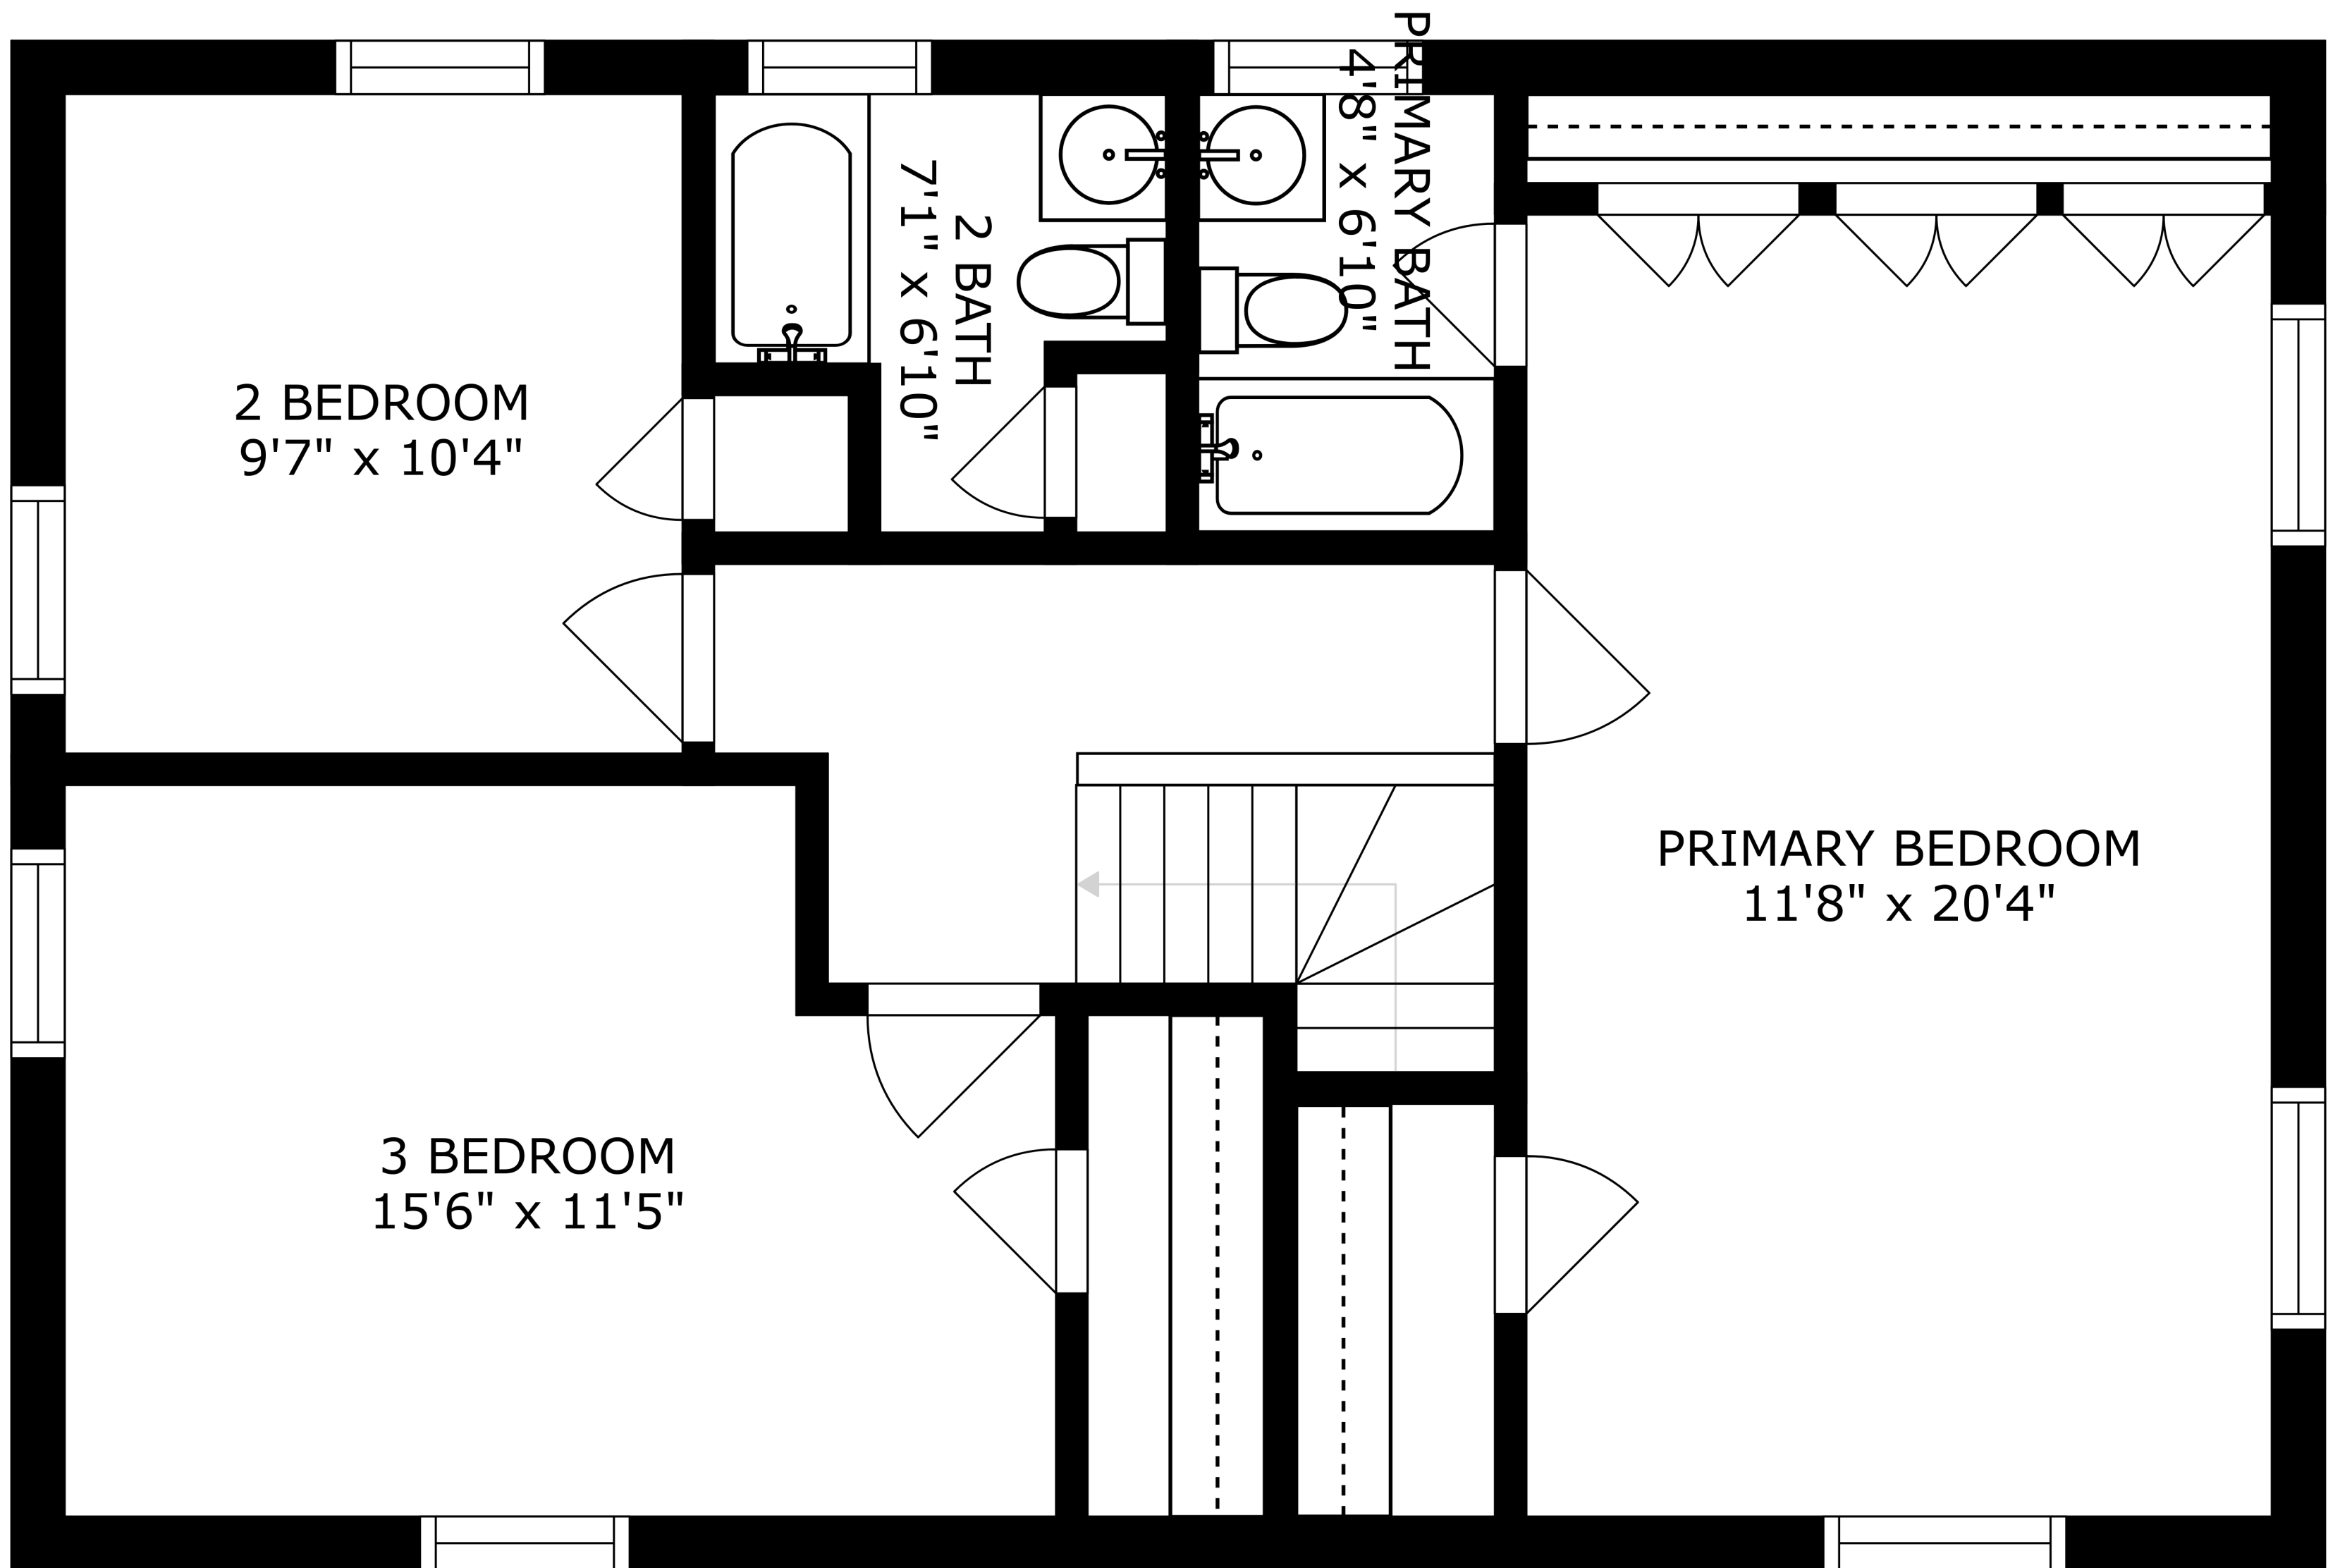 PRIMARY BATH
4'8" x 6'10"
2 BATH
7'1" x 6'10"
2 BEDROOM
9'7" x 10'4"
PRIMARY BEDROOM
11'8" x 20'4"
3 BEDROOM
15'6" x 11'5"